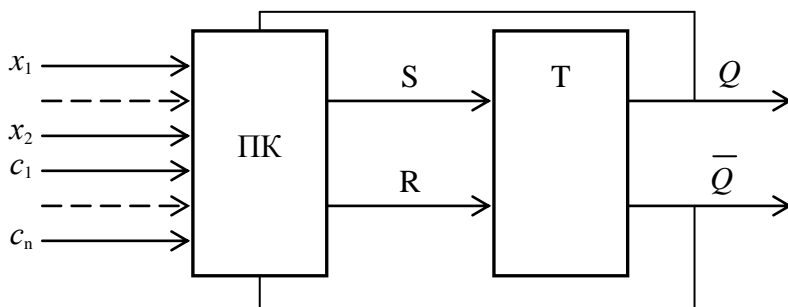 x₁
x₂
c₁
cₙ
ПК
S
R
T
Q
Q̅